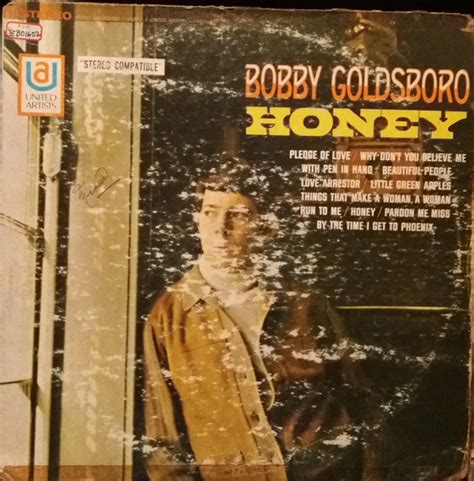 STEREO
"STEREO COMPATIBLE"
UA
UNITED
ARTISTS
BOBBY GOLDSBORO
HONEY
PLEDGE OF LOVE / WHY DON'T YOU BELIEVE ME
WITH PEN IN HAND / BEAUTIFUL PEOPLE
LOVE ARRESTOR / LITTLE GREEN APPLES
THINGS THAT MAKE A WOMAN, A WOMAN
RUN TO ME / HONEY / PARDON ME MISS
BY THE TIME I GET TO PHOENIX